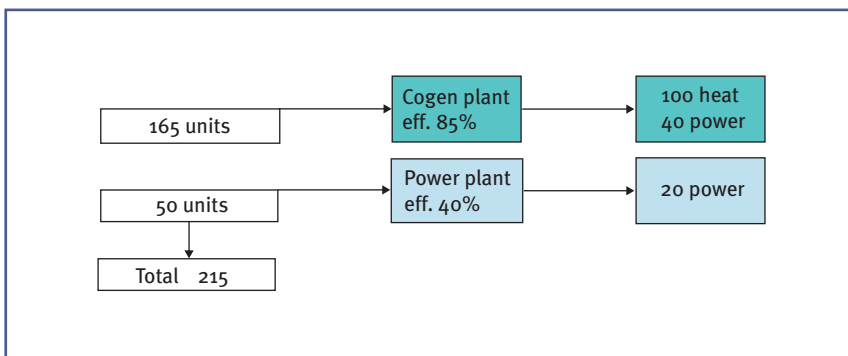 165 units
Cogen plant
eff. 85%
100 heat
40 power
50 units
Power plant
eff. 40%
20 power
Total 215